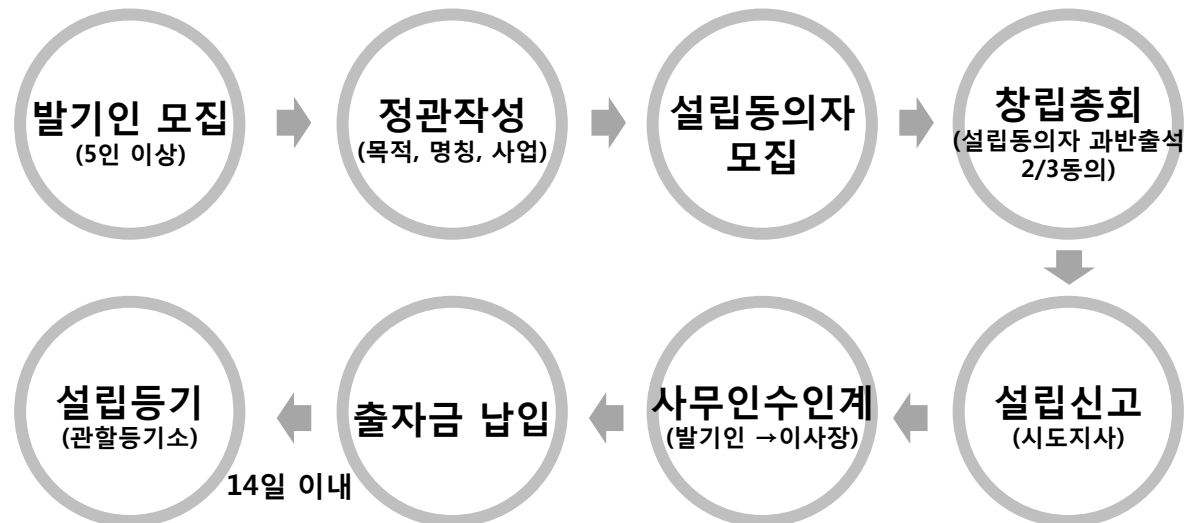 발기인 모집
(5인 이상)
정관작성
(목적, 명칭, 사업)
설립동의자
모집
창립총회
(설립동의자 과반출석
2/3동의)
설립신고
(시도지사)
사무인수인계
(발기인 →이사장)
출자금 납입
14일 이내
설립등기
(관할등기소)